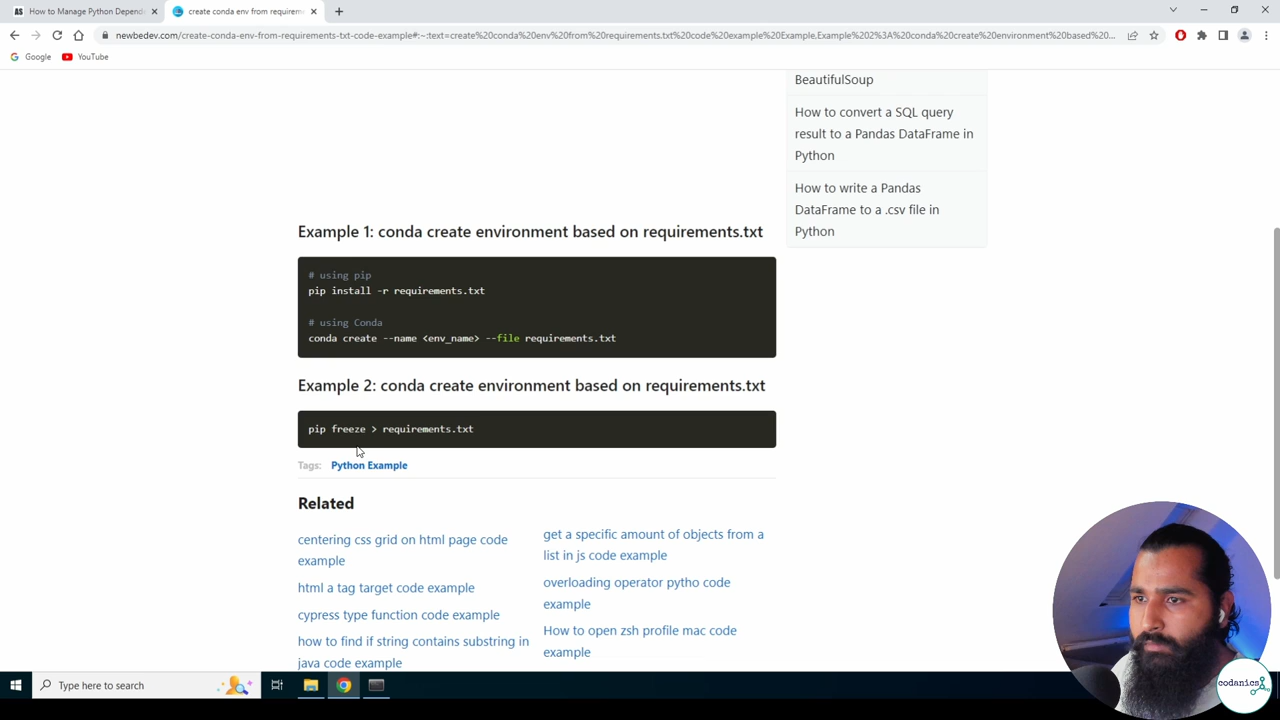 How to Manage Python Depend
create conda env from requirem
newbedev.com/create-conda-env-from-requirements-txt-code-example#:~:text=create%20conda%20env%20from%20requirements.txt%20code%20example%20Example,Example%202%3A%20conda%20create%20environment%20based%20...
Google
YouTube
BeautifulSoup
How to convert a SQL query
result to a Pandas DataFrame in
Python
How to write a Pandas
DataFrame to a .csv file in
Python
Example 1: conda create environment based on requirements.txt
# using pip
pip install -r requirements.txt
# using Conda
conda create --name <env_name> --file requirements.txt
Example 2: conda create environment based on requirements.txt
pip freeze > requirements.txt
Tags: Python Example
Related
centering css grid on html page code
example
html a tag target code example
cypress type function code example
how to find if string contains substring in
java code example
get a specific amount of objects from a
list in js code example
overloading operator pytho code
example
How to open zsh profile mac code
example
Type here to search
codanics